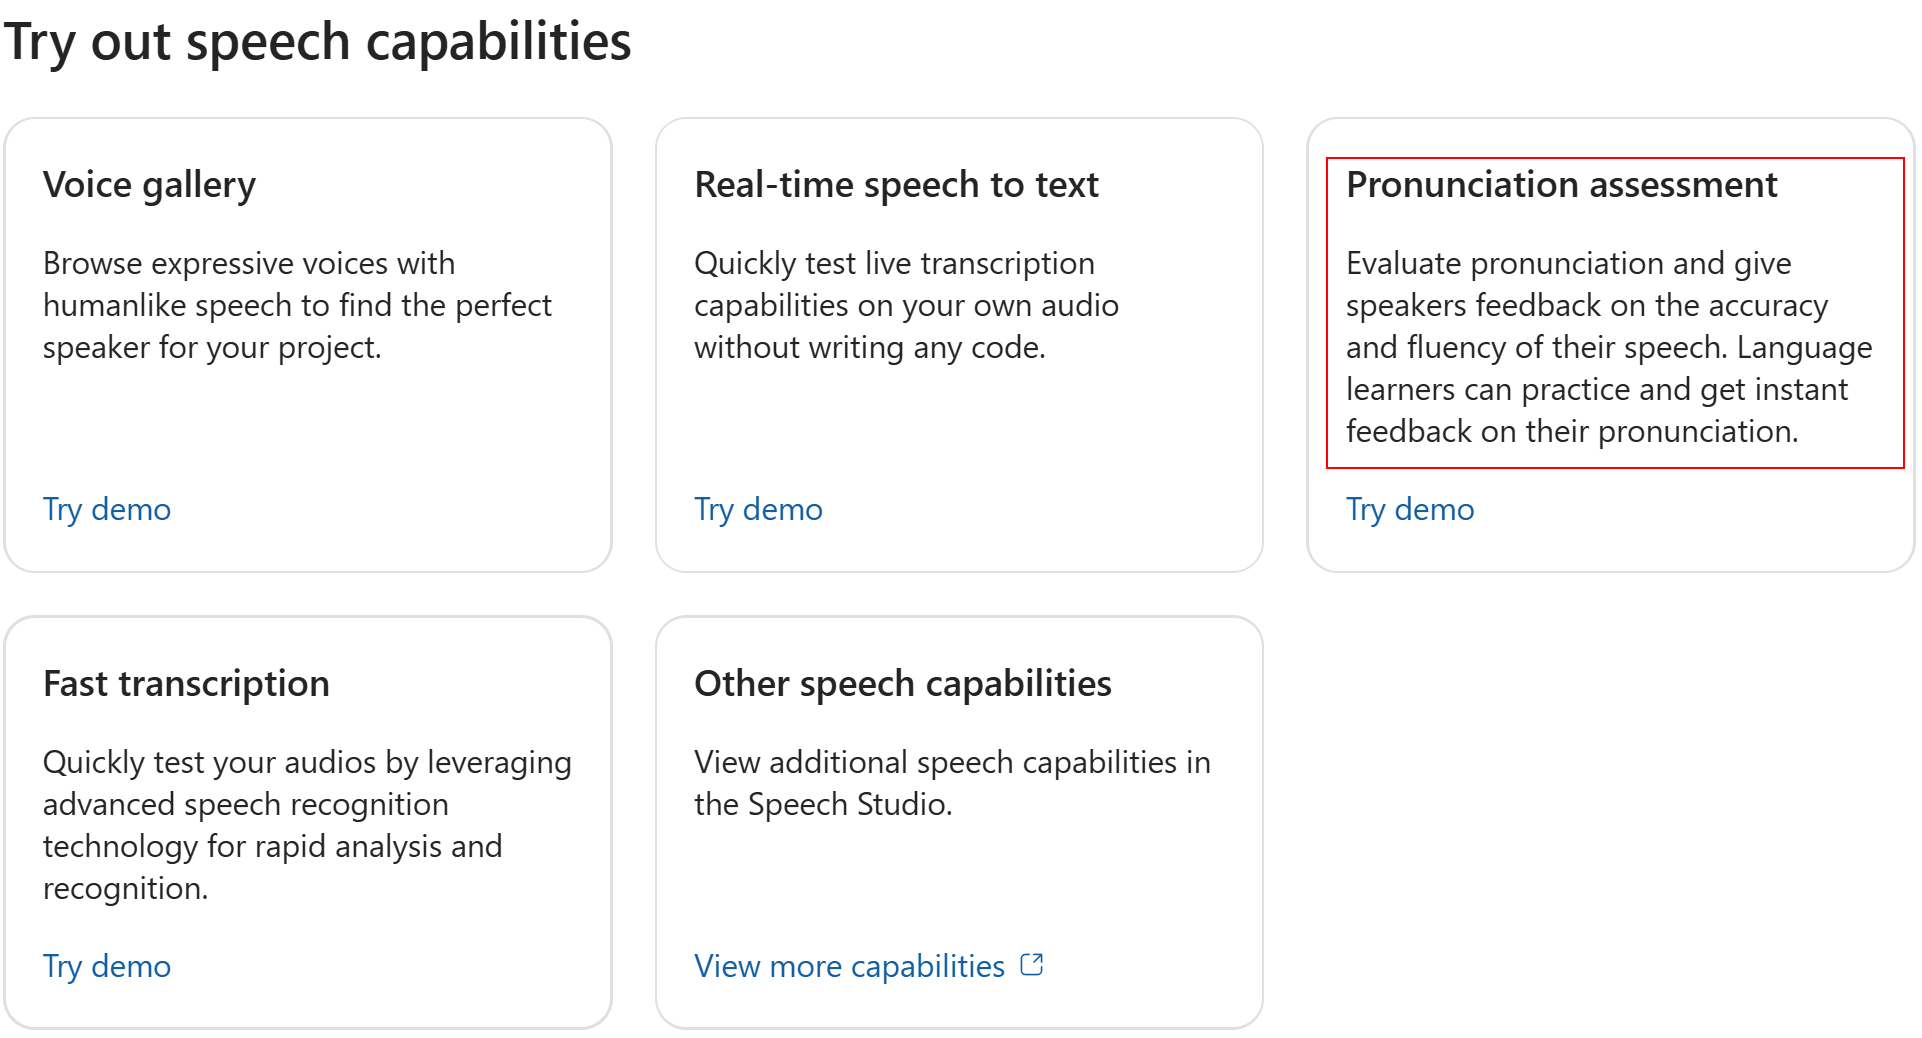 Try out speech capabilities
Voice gallery
Browse expressive voices with
humanlike speech to find the perfect
speaker for your project.
Try demo
Real-time speech to text
Quickly test live transcription
capabilities on your own audio
without writing any code.
Try demo
Pronunciation assessment
Evaluate pronunciation and give
speakers feedback on the accuracy
and fluency of their speech. Language
learners can practice and get instant
feedback on their pronunciation.
Try demo
Fast transcription
Quickly test your audios by leveraging
advanced speech recognition
technology for rapid analysis and
recognition.
Try demo
Other speech capabilities
View additional speech capabilities in
the Speech Studio.
View more capabilities